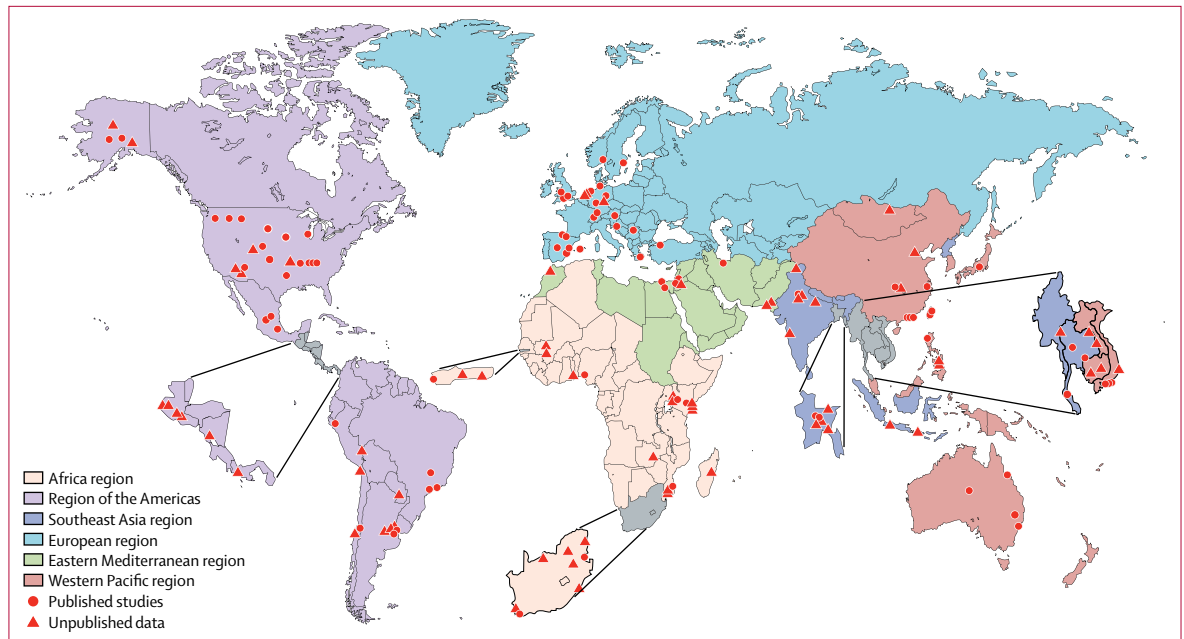 Africa region
Region of the Americas
Southeast Asia region
European region
Eastern Mediterranean region
Western Pacific region
Published studies
Unpublished data